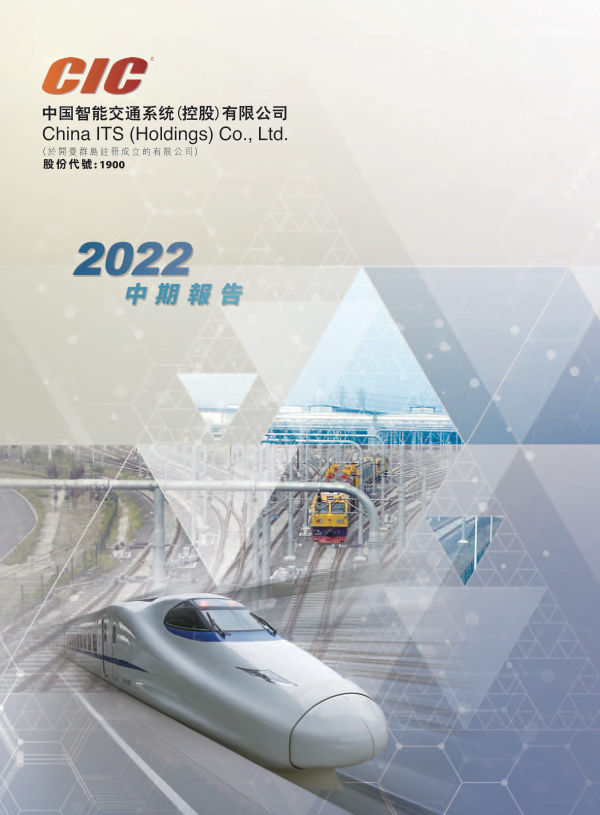 CIC
中国智能交通系统(控股)有限公司
China ITS (Holdings) Co., Ltd.
(於開曼群島註冊成立的有限公司)
股份代號:1900
2022
中期報告